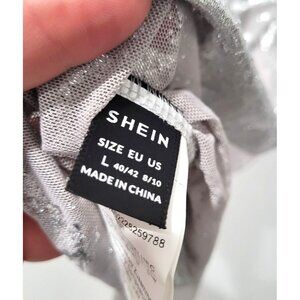 SHEIN
SIZE EU US
L 40/42 8/10
MADE IN CHINA